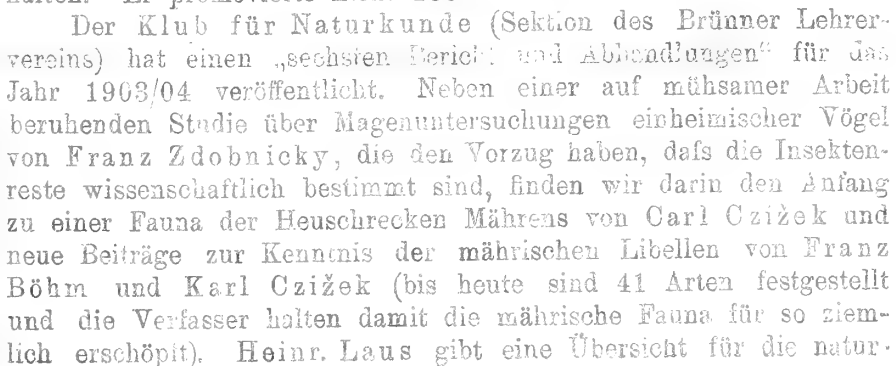 Der Klub für Naturkunde (Sektion des Brünner Lehrer-
vereins) hat einen „sechsten Bericht und Abhandlungen“ für das
Jahr 1903/04 veröffentlicht. Neben einer auf mühsamer Arbeit
beruhenden Studie über Magenuntersuchungen einheimischer Vögel
von Franz Zdobnicky, die den Vorzug haben, dafs die Insekten-
reste wissenschaftlich bestimmt sind, finden wir darin den Anfang
zu einer Fauna der Heuschrecken Mährens von Carl Cziżek und
neue Beiträge zur Kenntnis der mährischen Libellen von Franz
Böhm und Karl Cziżek (bis heute sind 41 Arten festgestellt
und die Verfasser halten damit die mährische Fauna für so ziem-
lich erschöpft). Heinr. Laus gibt eine Übersicht für die natur-